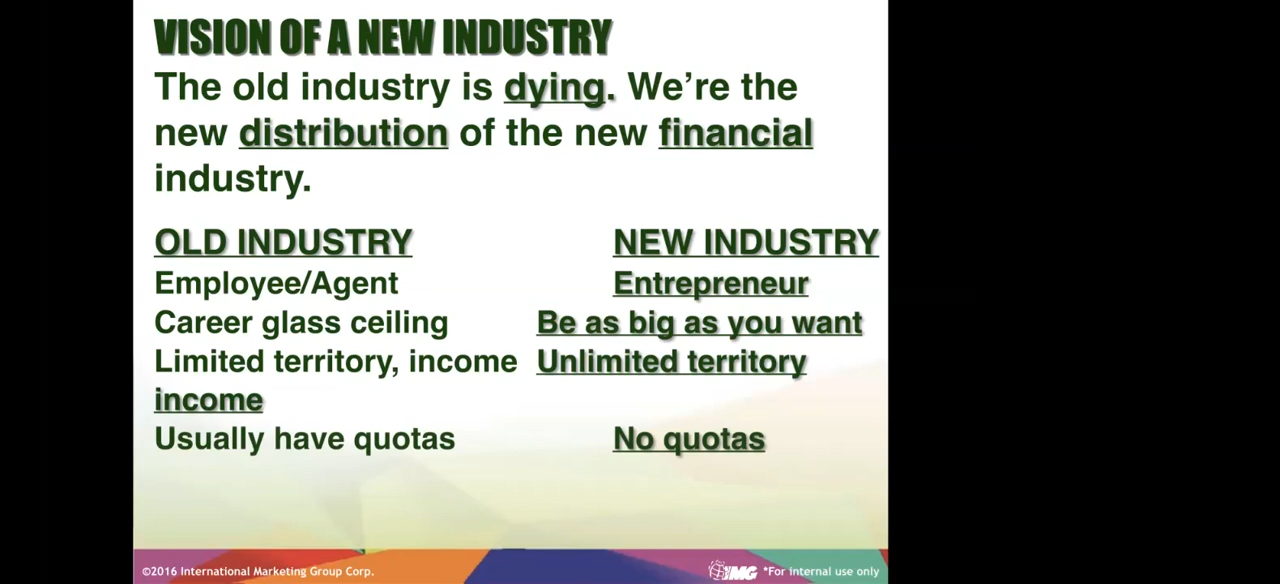 VISION OF A NEW INDUSTRY
The old industry is dying. We’re the
new distribution of the new financial
industry.
OLD INDUSTRY NEW INDUSTRY
Employee/Agent Entrepreneur
Career glass ceiling Be as big as you want
Limited territory, income Unlimited territory
income
Usually have quotas No quotas
©2016 International Marketing Group Corp. IMG *For internal use only